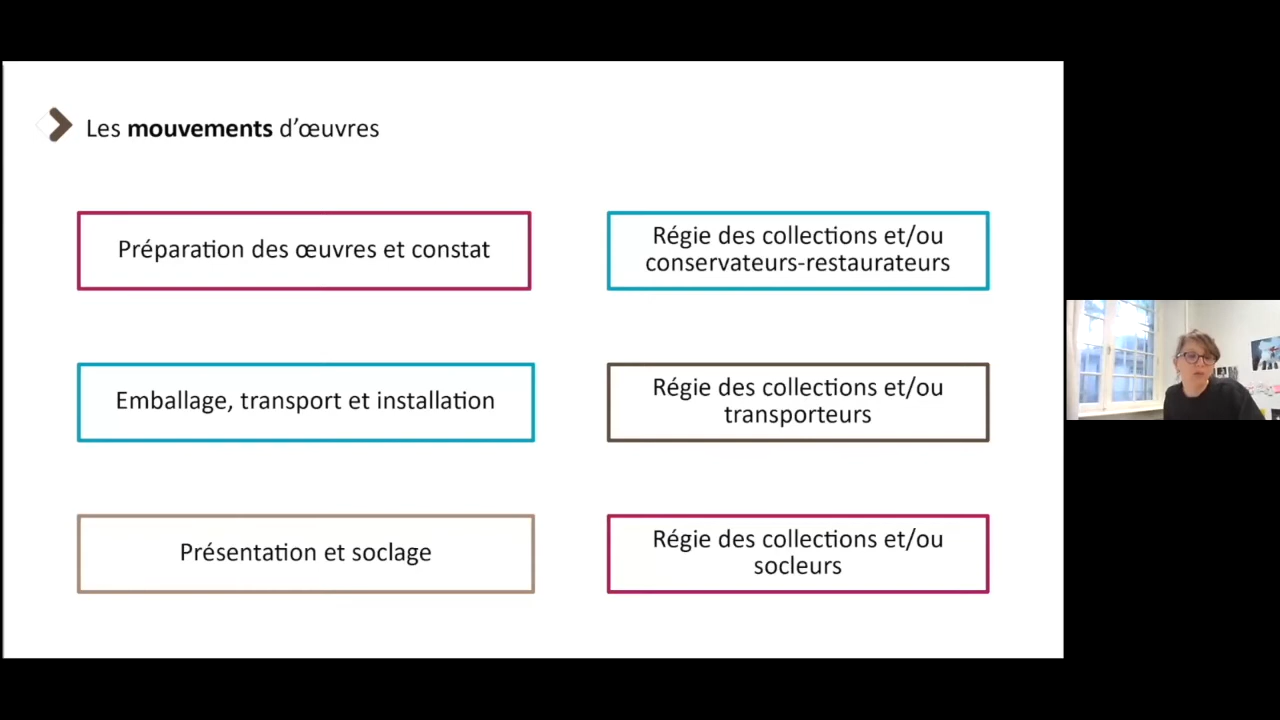 Les mouvements d’œuvres
Préparation des œuvres et constat
Régie des collections et/ou
conservateurs-restaurateurs
Emballage, transport et installation
Régie des collections et/ou
transporteurs
Présentation et soclage
Régie des collections et/ou
socleurs